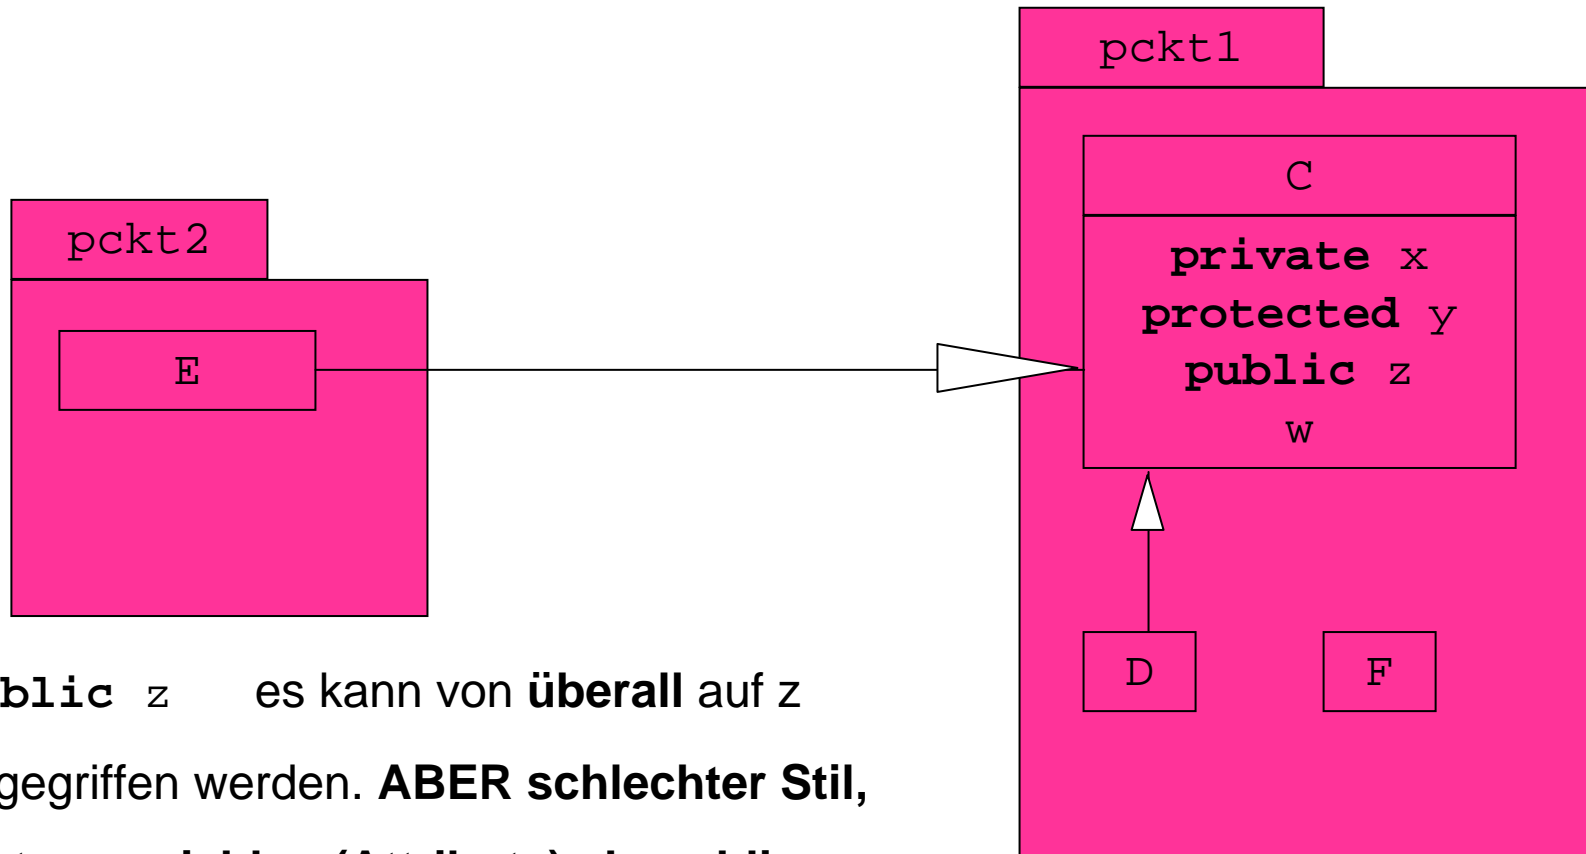 pckt1
C
pckt2
private x
protected y
E
public z
w
D F
blic z es kann von überall auf z
gegriffen werden. ABER schlechter Stil,